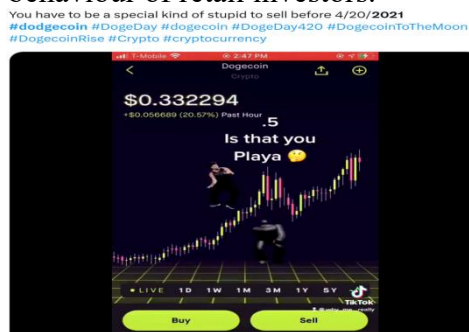 behaviour of retail investors.
You have to be a special kind of stupid to sell before 4/20/2021
#dodgecoin #DogeDay #dogecoin #DogeDay420 #DogecoinToTheMoon
#DogecoinRise #Crypto #cryptocurrency
T-Mobile 2:47 PM
Dogecoin
Crypto
$0.332294
+$0.056689 (20.57%) Past Hour
.5
Is that you
Playa 🤔
LIVE 1D 1W 1M 3M 1Y 5Y
TikTok
Buy Sell